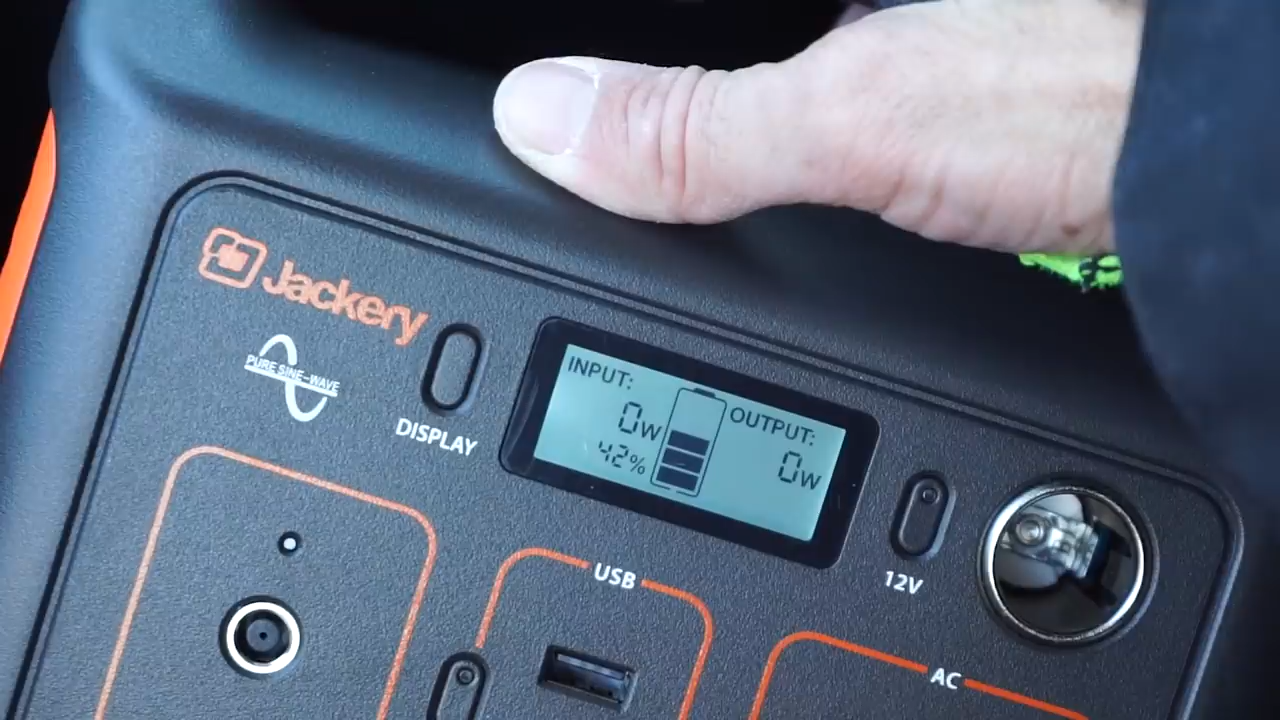 Jackery
PURE SINE-WAVE
DISPLAY
INPUT:
0W
42%
OUTPUT:
0W
12V
USB
AC